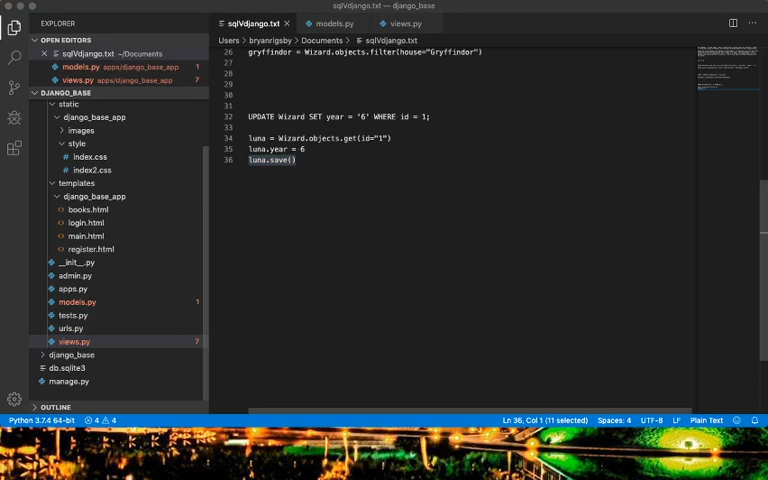 sqlVdjango.txt — django_base
EXPLORER
sqlVdjango.txt
models.py
views.py
OPEN EDITORS
sqlVdjango.txt ~/Documents
models.py apps/django_base_app 1
views.py apps/django_base_app 7
DJANGO_BASE
static
django_base_app
images
style
index.css
index2.css
templates
django_base_app
books.html
login.html
main.html
register.html
__init__.py
admin.py
apps.py
models.py 1
tests.py
urls.py
views.py 7
django_base
db.sqlite3
manage.py
OUTLINE
Users > bryanrigsby > Documents > sqlVdjango.txt
26 gryffindor = Wizard.objects.filter(house="Gryffindor")
27
28
29
30
31
32 UPDATE Wizard SET year = '6' WHERE id = 1;
33
34 luna = Wizard.objects.get(id="1")
35 luna.year = 6
36 luna.save()
Python 3.7.4 64-bit 4 4 Ln 36, Col 1 (11 selected) Spaces: 4 UTF-8 LF Plain Text